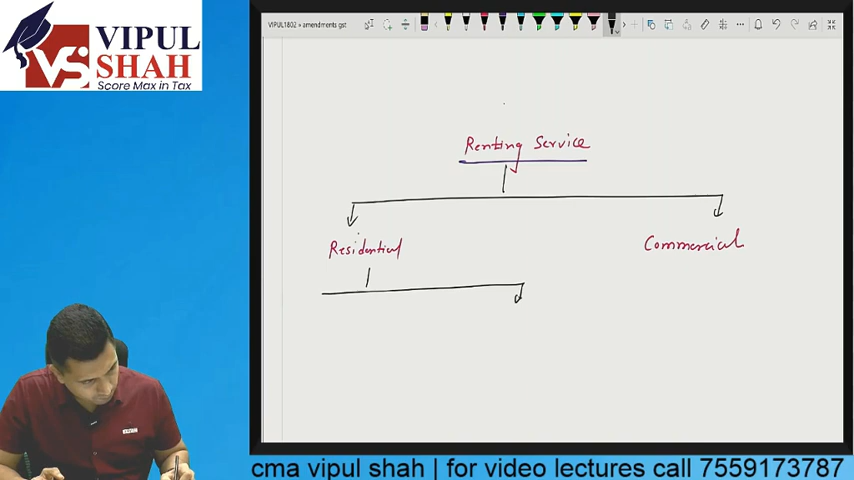 VIPUL
SHAH
Score Max in Tax
VS
VIPUL1802 + amendments gst
Renting Service
Residential
Commercial
cma vipul shah | for video lectures call 7559173787